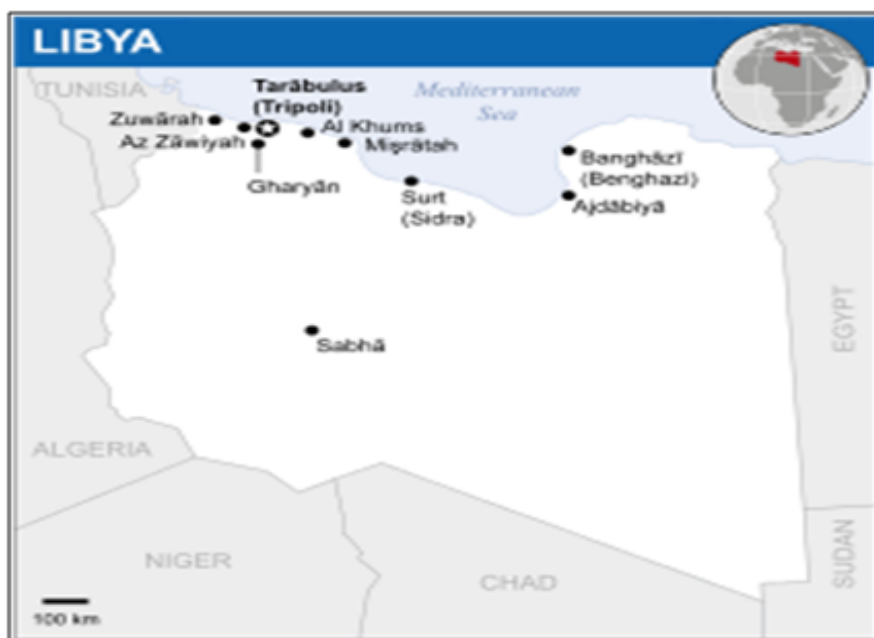 LIBYA
TUNISIA
Tarābulus
(Tripoli)
Mediterranean
Sea
Zuwārah
Al Khums
Az Zāwiyah
Mişrātah
Gharyān
Banghāzī
(Benghazi)
Surt
(Sidra)
Ajdābiyā
Sabhā
EGYPT
ALGERIA
NIGER
CHAD
SUDAN
100 km